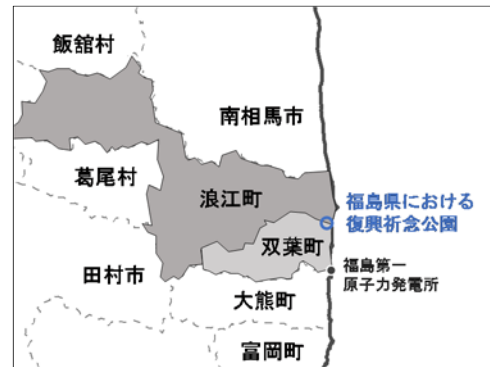 飯舘村
南相馬市
葛尾村
浪江町
福島県における
復興祈念公園
双葉町
田村市
福島第一
原子力発電所
大熊町
富岡町